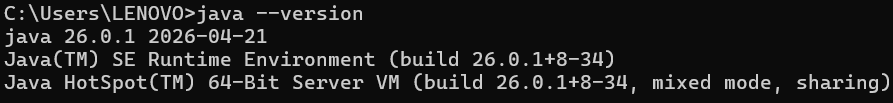 C:\Users\LENOVO>java --version
java 26.0.1 2026-04-21
Java(TM) SE Runtime Environment (build 26.0.1+8-34)
Java HotSpot(TM) 64-Bit Server VM (build 26.0.1+8-34, mixed mode, sharing)